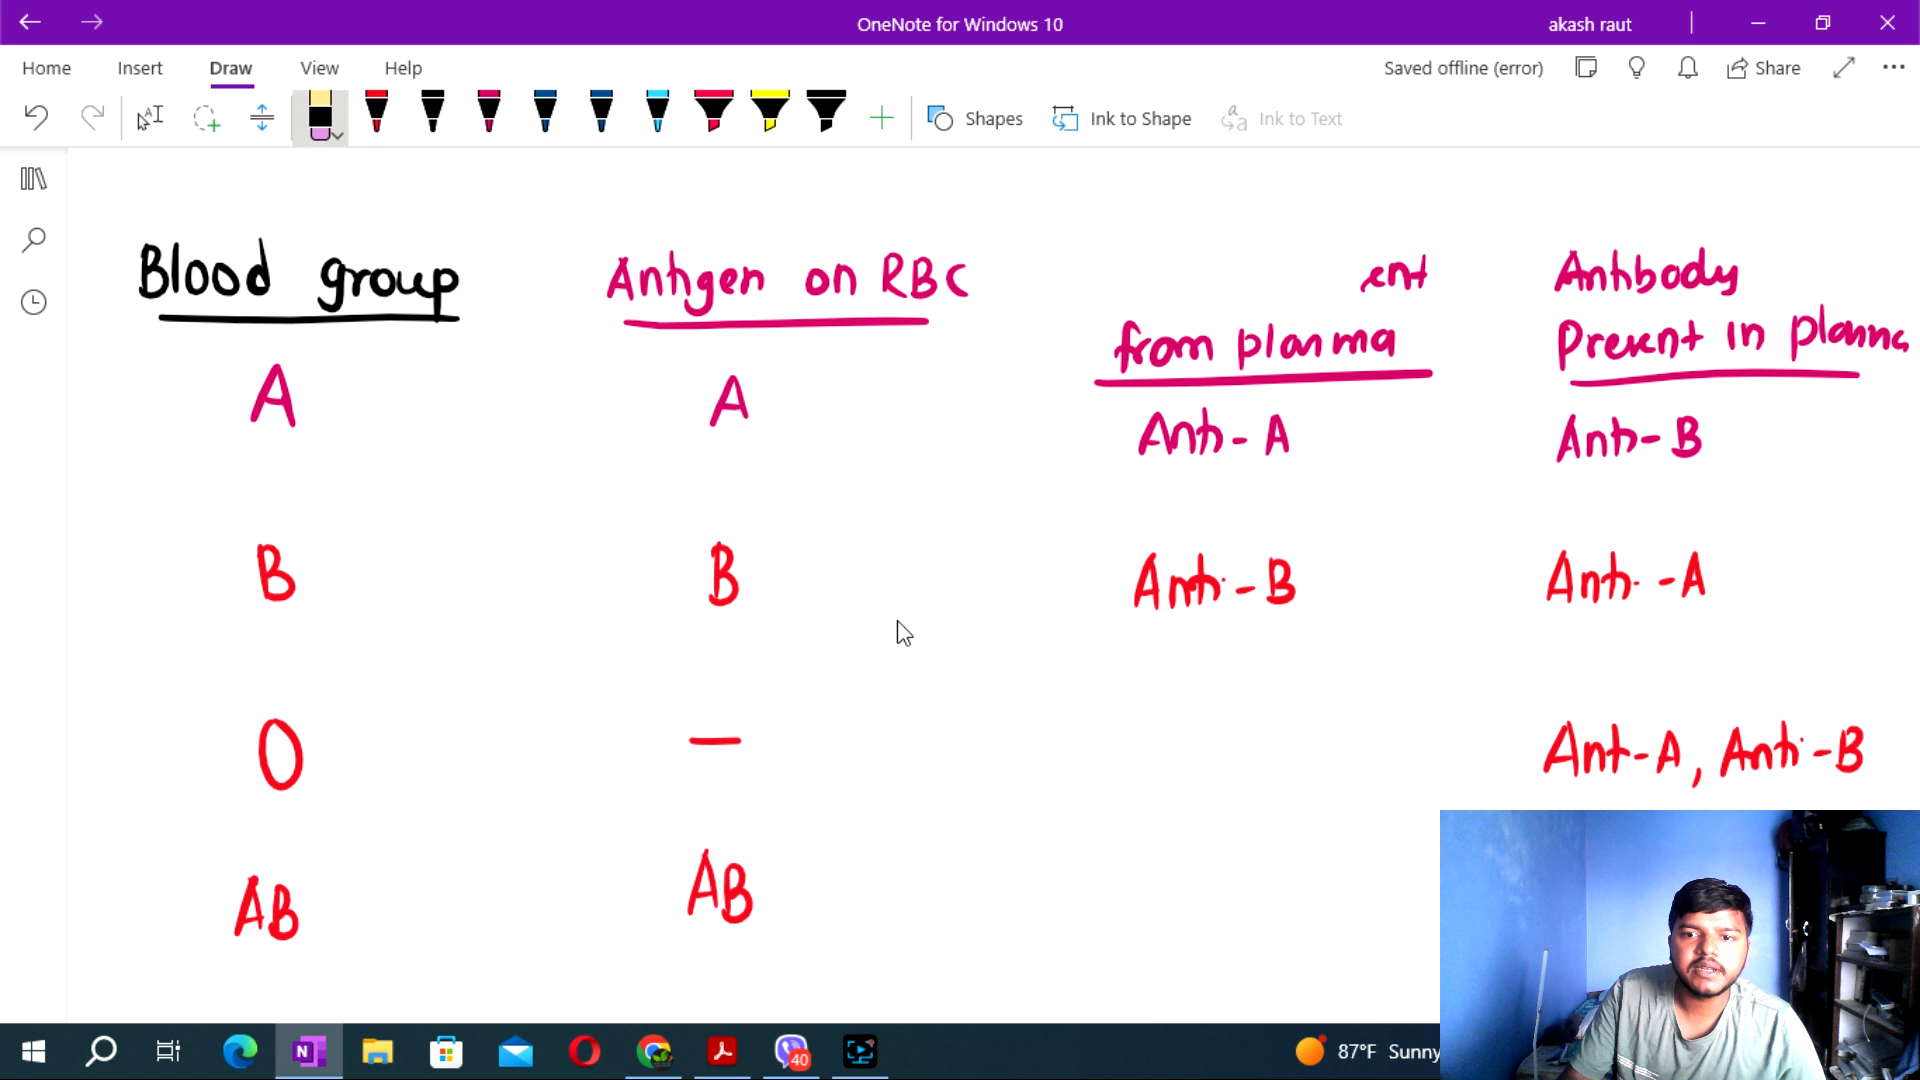 OneNote for Windows 10
akash raut
Home Insert Draw View Help
Saved offline (error) Share
Shapes Ink to Shape Ink to Text
Blood group Antigen on RBC ent Antibody
from plasma Present in plasma
A A Anti-A Anti-B
B B Anti-B Anti-A
O — Ant-A, Anti-B
AB AB
40
87°F Sunny